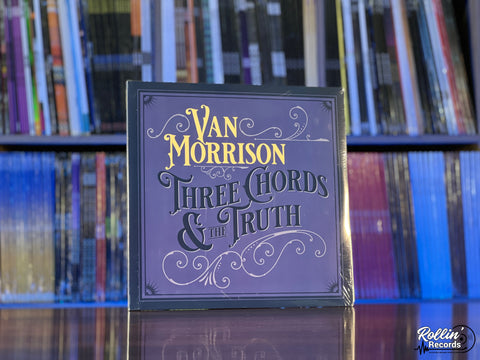 VAN
MORRISON
THREE CHORDS
& THE TRUTH
Rollin'
Records